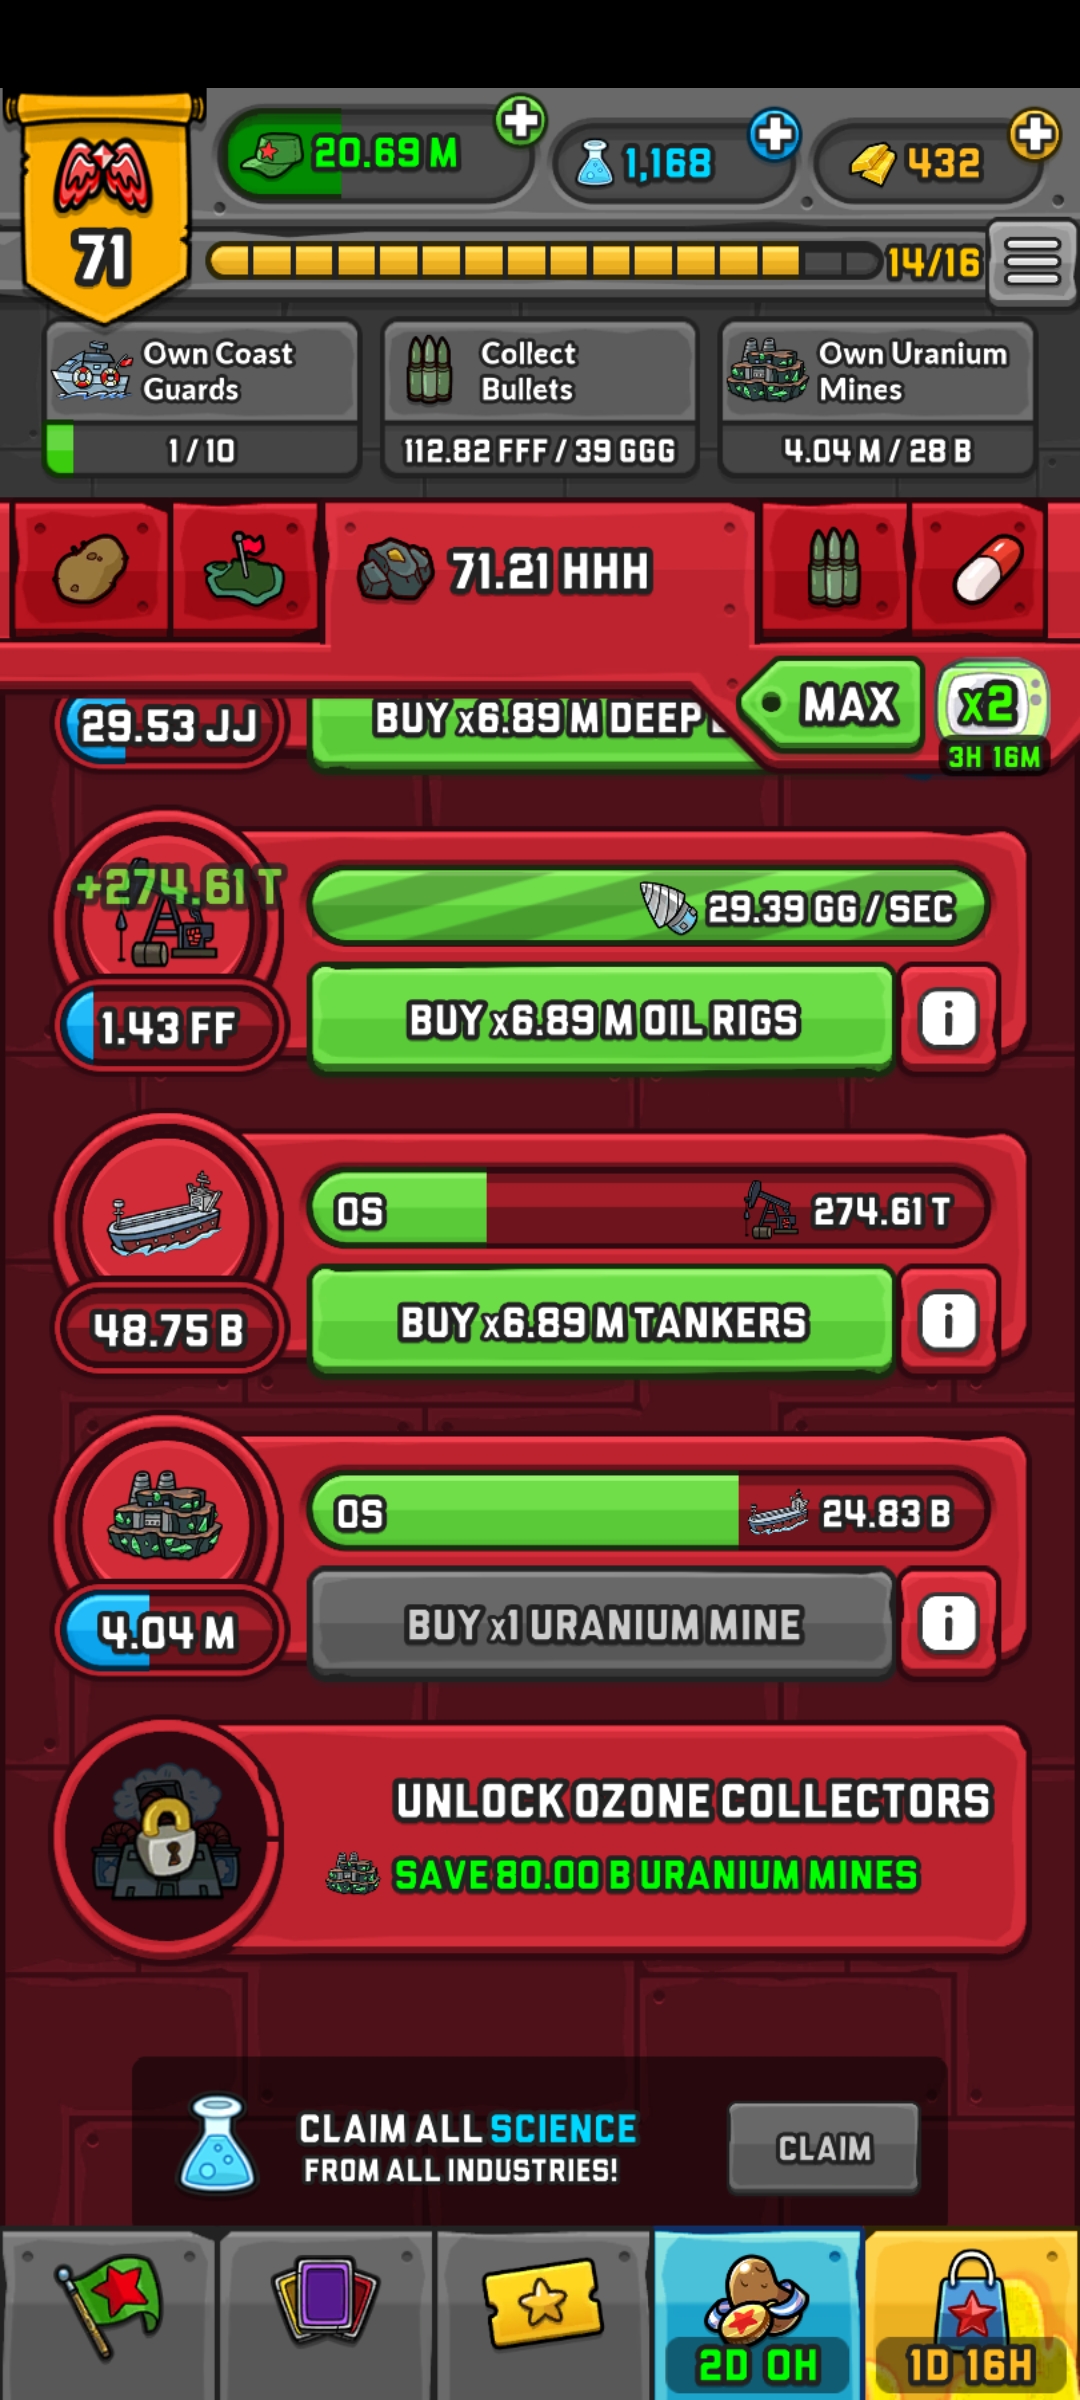 20.69 M
1,168
432
71
14/16
Own Coast
Guards
1 / 10
Collect
Bullets
112.82 FFF / 39 GGG
Own Uranium
Mines
4.04 M / 28 B
71.21 HHH
MAX
x2
3H 16M
29.53 JJ
BUY x6.89 M DEEP
+274.61 T
29.39 GG / SEC
1.43 FF
BUY x6.89 M OIL RIGS
i
0S
274.61 T
48.75 B
BUY x6.89 M TANKERS
i
0S
24.83 B
4.04 M
BUY x1 URANIUM MINE
i
UNLOCK OZONE COLLECTORS
SAVE 80.00 B URANIUM MINES
CLAIM ALL SCIENCE
FROM ALL INDUSTRIES!
CLAIM
2D 0H
1D 16H